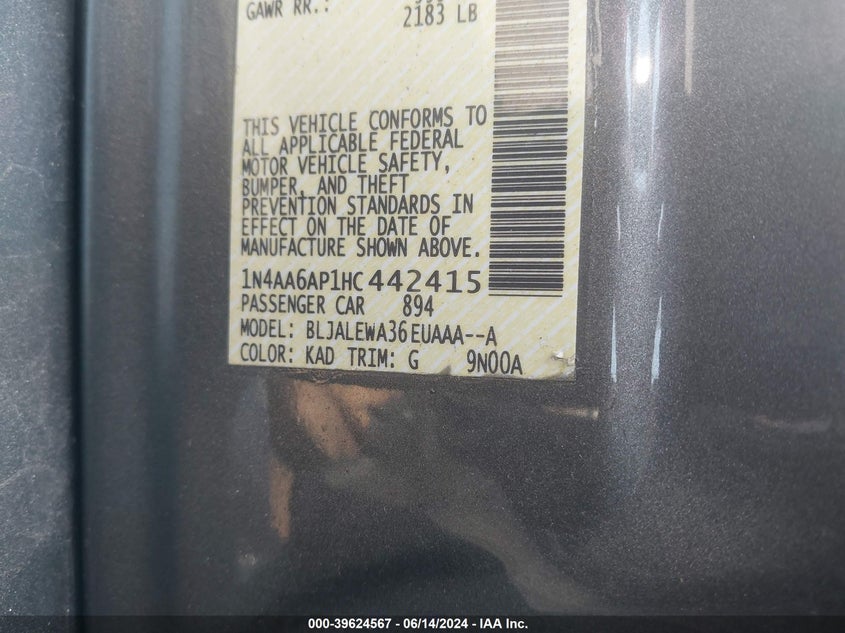 GAWR RR.:
2183 LB
THIS VEHICLE CONFORMS TO
ALL APPLICABLE FEDERAL
MOTOR VEHICLE SAFETY,
BUMPER, AND THEFT
PREVENTION STANDARDS IN
EFFECT ON THE DATE OF
MANUFACTURE SHOWN ABOVE.
1N4AA6AP1HC442415
PASSENGER CAR 894
MODEL: BLJALEWA36EUAAA--A
COLOR: KAD TRIM: G 9N00A
000-39624567 - 06/14/2024 - IAA Inc.